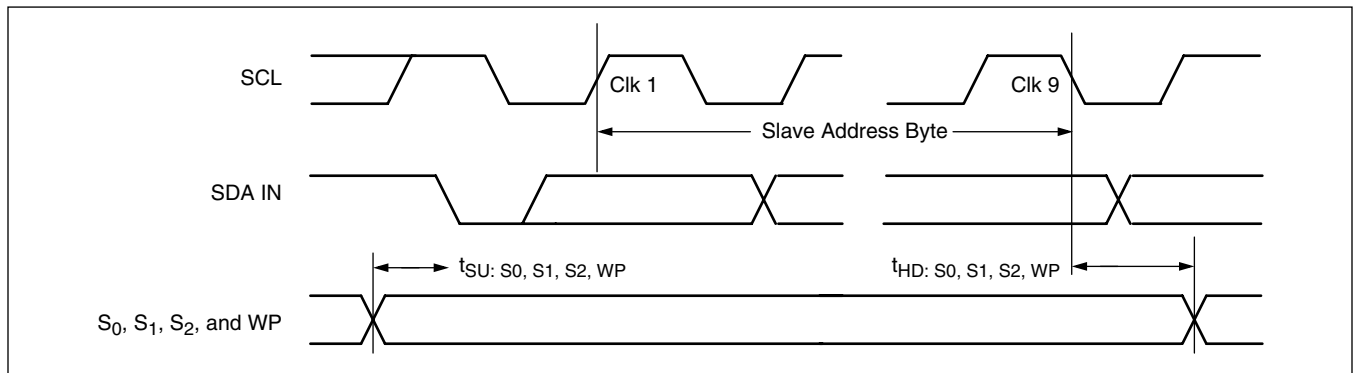 SCL
Clk 1
Clk 9
Slave Address Byte
SDA IN
tSU: S0, S1, S2, WP
tHD: S0, S1, S2, WP
S0, S1, S2, and WP